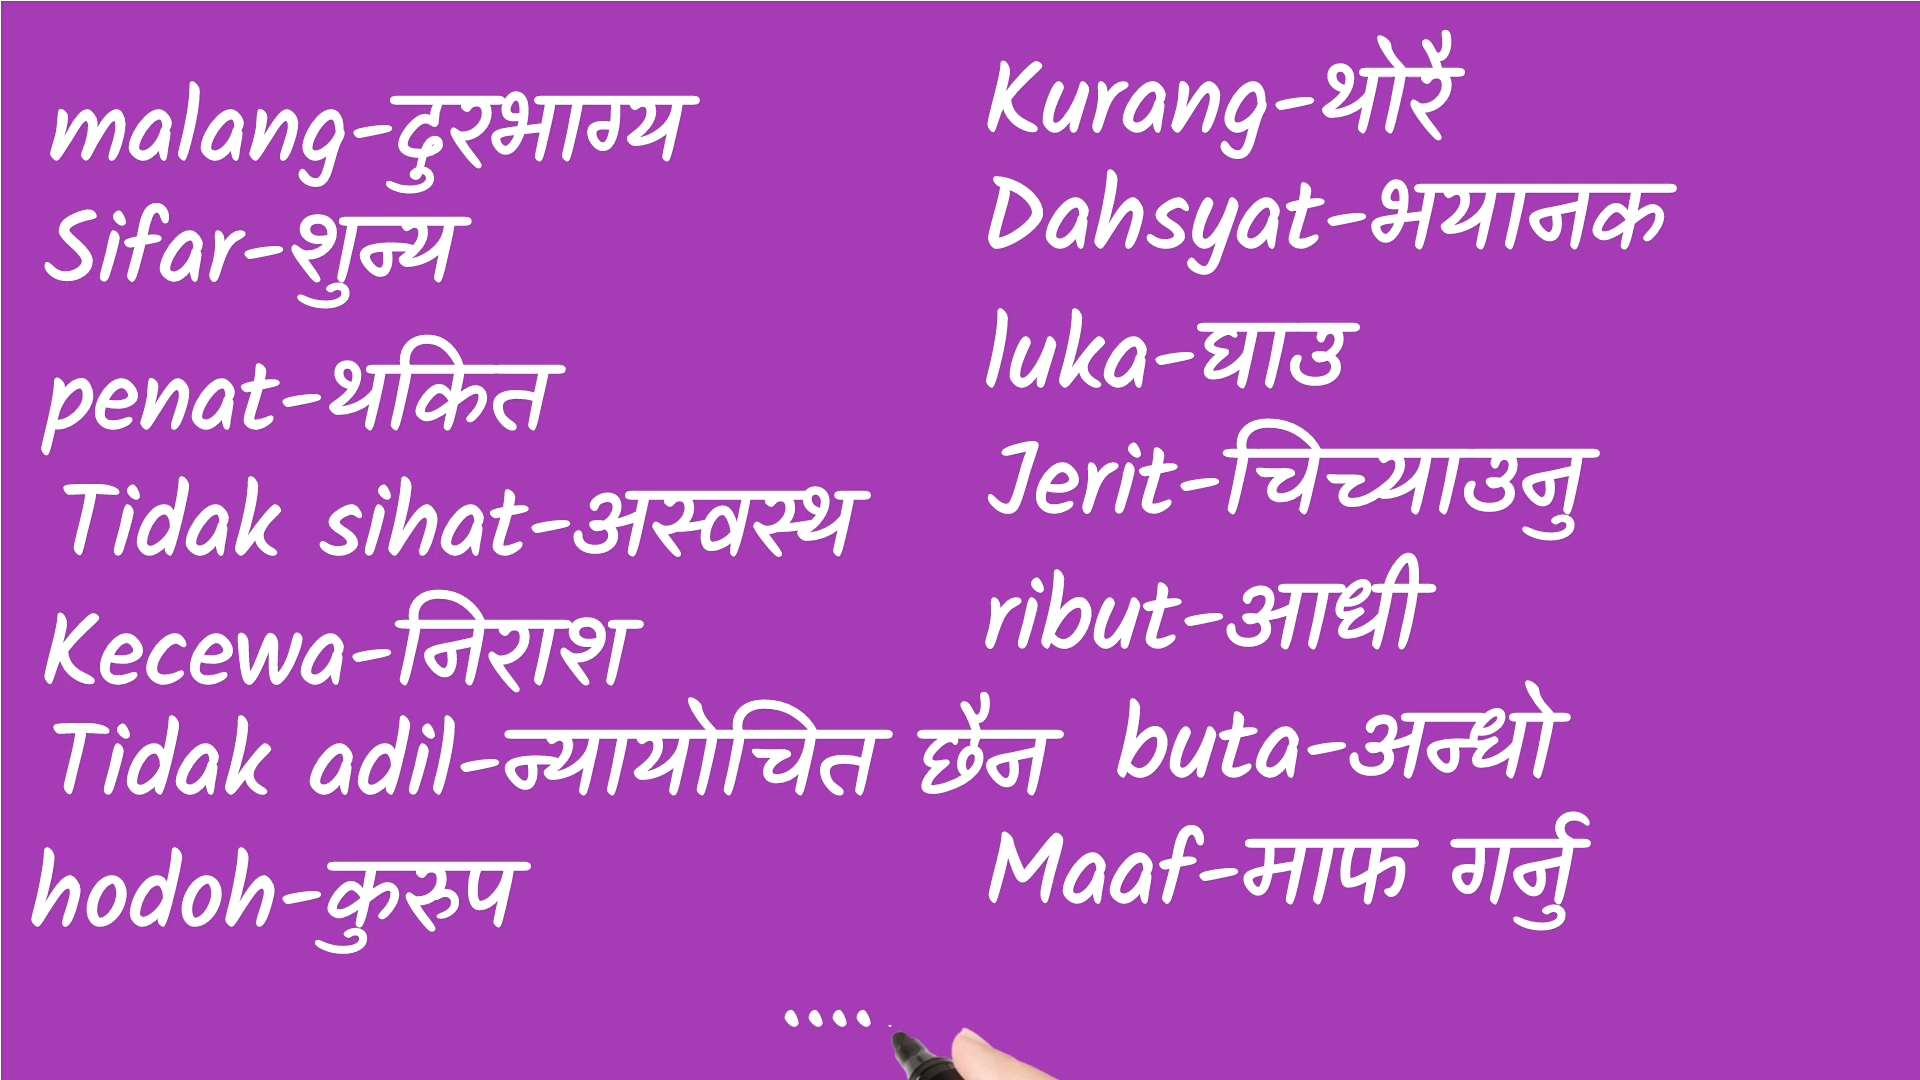 malang-दुरभाग्य
Sifar-शुन्य
penat-थकित
Tidak sihat-अस्वस्थ
Kecewa-निराश
Tidak adil-न्यायोचित छैन
hodoh-कुरुप
Kurang-थोरै
Dahsyat-भयानक
luka-घाउ
Jerit-चिच्याउनु
ribut-आधी
buta-अन्धो
Maaf-माफ गर्नु
....